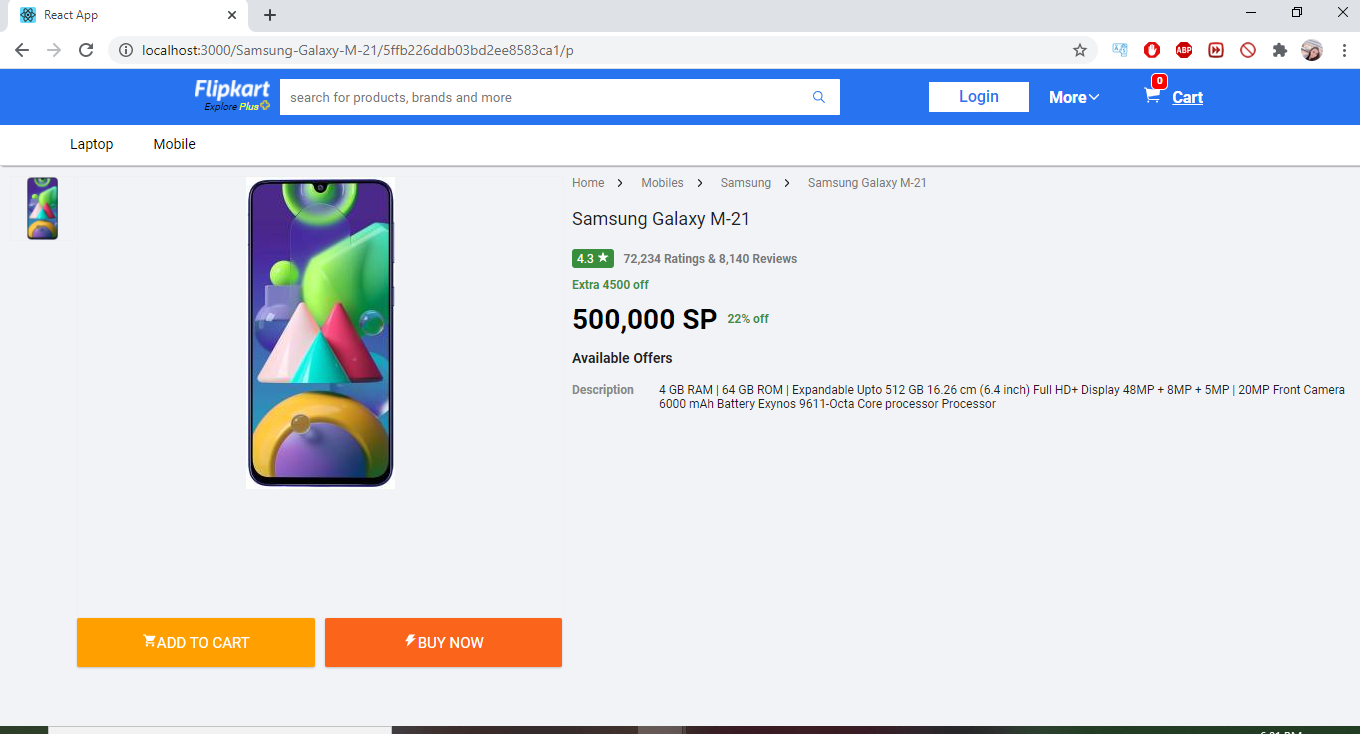 React App
localhost:3000/Samsung-Galaxy-M-21/5ffb226ddb03bd2ee8583ca1/p
ABP
Flipkart
Explore Plus
search for products, brands and more
Login
More
0
Cart
Laptop
Mobile
Home > Mobiles > Samsung > Samsung Galaxy M-21
Samsung Galaxy M-21
4.3 ★ 72,234 Ratings & 8,140 Reviews
Extra 4500 off
500,000 SP 22% off
Available Offers
Description 4 GB RAM | 64 GB ROM | Expandable Upto 512 GB 16.26 cm (6.4 inch) Full HD+ Display 48MP + 8MP + 5MP | 20MP Front Camera
6000 mAh Battery Exynos 9611-Octa Core processor Processor
ADD TO CART
BUY NOW